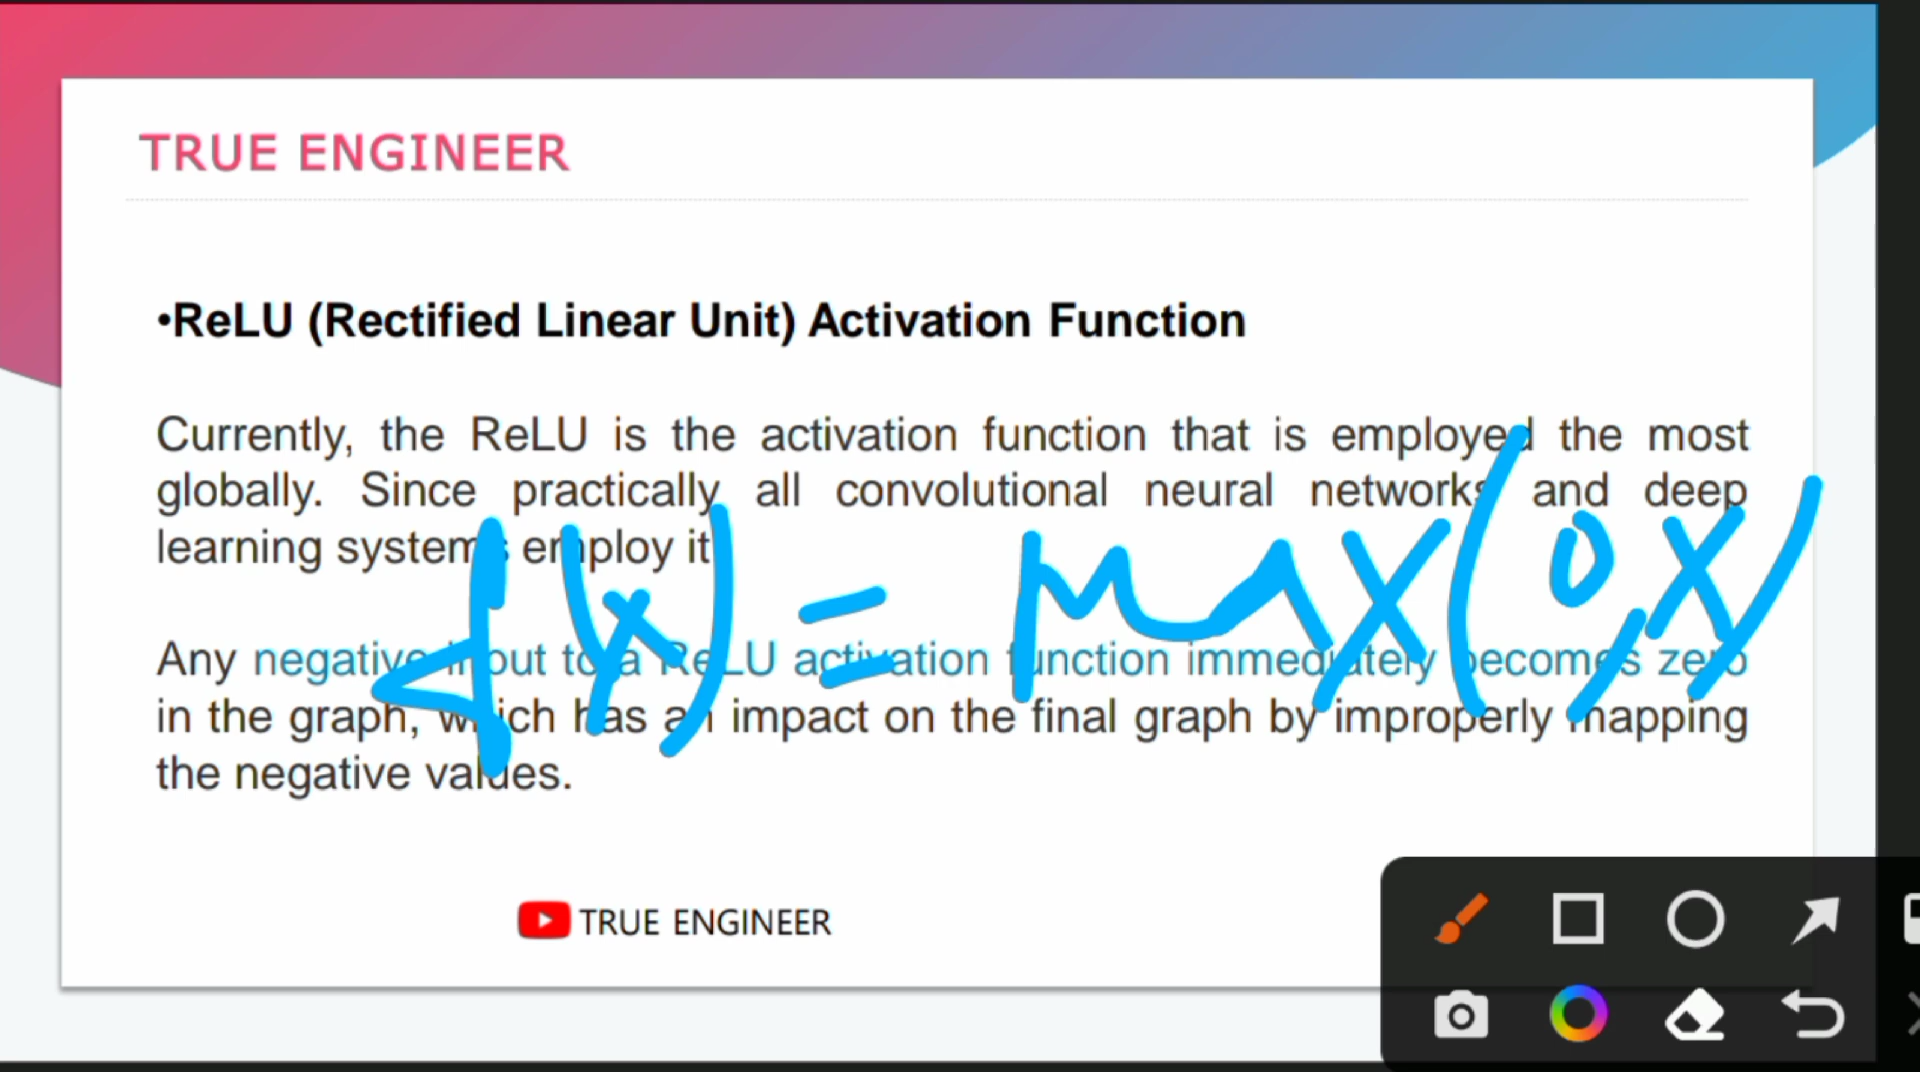 TRUE ENGINEER
•ReLU (Rectified Linear Unit) Activation Function
Currently, the ReLU is the activation function that is employed the most
globally. Since practically all convolutional neural networks and deep
learning systems employ it
f(x) = max(0,x)
Any negative input to a ReLU activation function immediately becomes zero
in the graph, which has an impact on the final graph by improperly mapping
the negative values.
TRUE ENGINEER